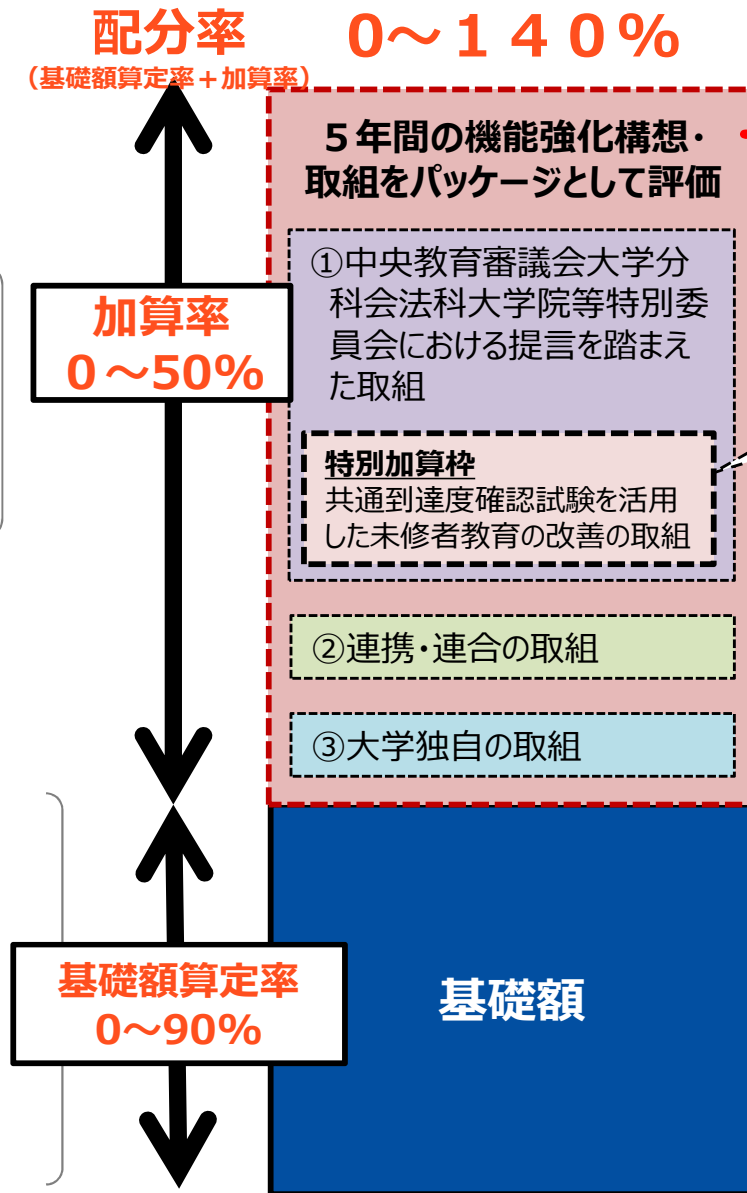 配分率 0～１４０％
（基礎額算定率＋加算率）
５年間の機能強化構想・
取組をパッケージとして評価
①中央教育審議会大学分
科会法科大学院等特別委
員会における提言を踏まえ
た取組
加算率
０～50%
特別加算枠
共通到達度確認試験を活用
した未修者教育の改善の取組
②連携・連合の取組
③大学独自の取組
基礎額算定率
0～90%
基礎額